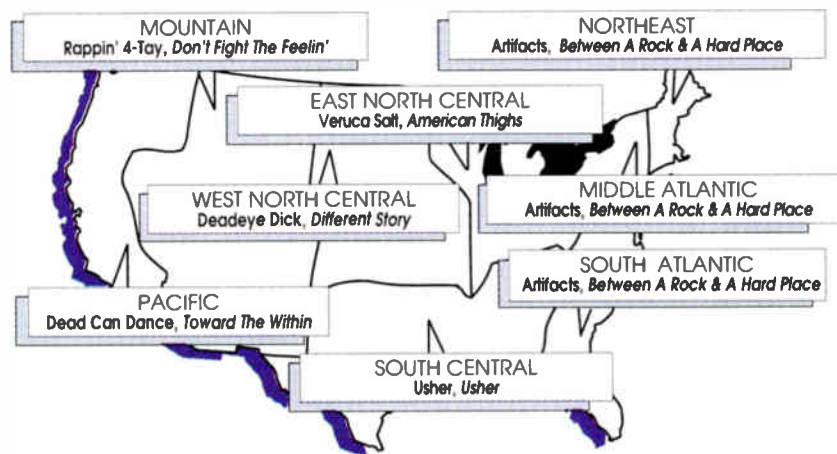 MOUNTAIN
Rappin' 4-Tay, Don't Fight The Feelin'
NORTHEAST
Artifacts, Between A Rock & A Hard Place
EAST NORTH CENTRAL
Veruca Salt, American Thighs
WEST NORTH CENTRAL
Deadeye Dick, Different Story
MIDDLE ATLANTIC
Artifacts, Between A Rock & A Hard Place
SOUTH ATLANTIC
Artifacts, Between A Rock & A Hard Place
PACIFIC
Dead Can Dance, Toward The Within
SOUTH CENTRAL
Usher, Usher